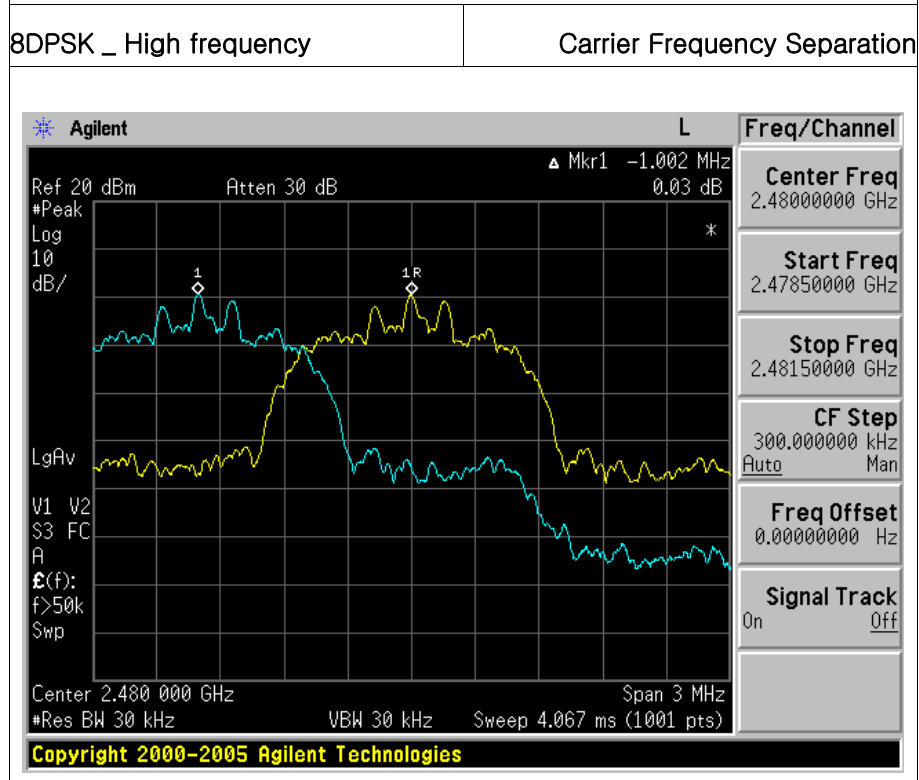 8DPSK _ High frequency
Carrier Frequency Separation
Agilent
L
Freq/Channel
Δ Mkr1 -1.002 MHz
Ref 20 dBm Atten 30 dB 0.03 dB
#Peak
Log
10
dB/
*
1
1R
LgAv
V1 V2
S3 FC
A
£(f):
f>50k
Swp
Center 2.480 000 GHz Span 3 MHz
#Res BW 30 kHz VBW 30 kHz Sweep 4.067 ms (1001 pts)
Center Freq
2.48000000 GHz
Start Freq
2.47850000 GHz
Stop Freq
2.48150000 GHz
CF Step
300.000000 kHz
Auto Man
Freq Offset
0.00000000 Hz
Signal Track
On Off
Copyright 2000-2005 Agilent Technologies